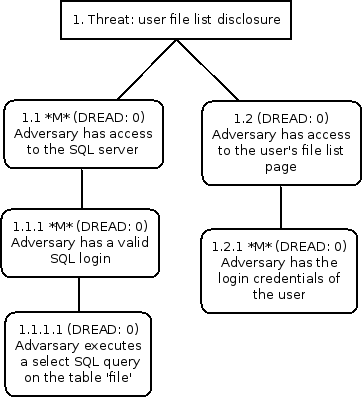 1. Threat: user file list disclosure
1.1 *M* (DREAD: 0)
Adversary has access
to the SQL server
1.2 (DREAD: 0)
Adversary has access
to the user's file list
page
1.1.1 *M* (DREAD: 0)
Adversary has a valid
SQL login
1.2.1 *M* (DREAD: 0)
Adversary has the
login credentials of
the user
1.1.1.1 (DREAD: 0)
Advarsary executes
a select SQL query
on the table 'file'